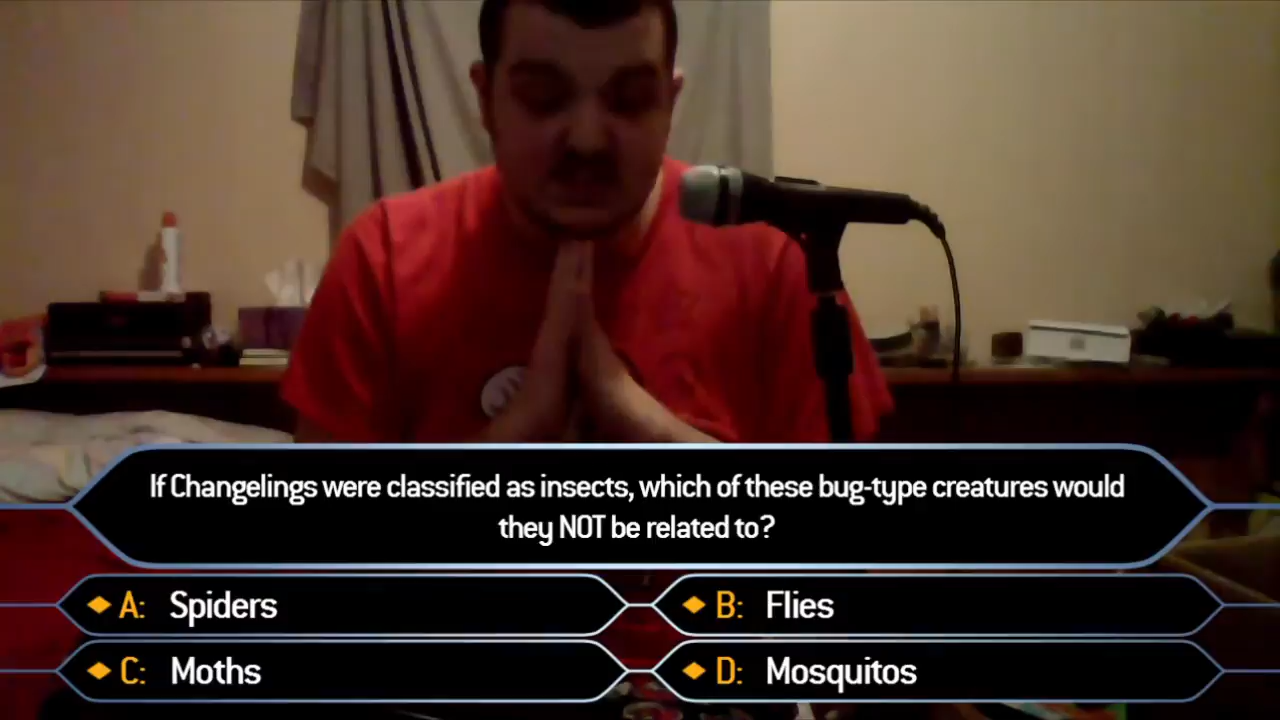 If Changelings were classified as insects, which of these bug-type creatures would
they NOT be related to?
A: Spiders
B: Flies
C: Moths
D: Mosquitos